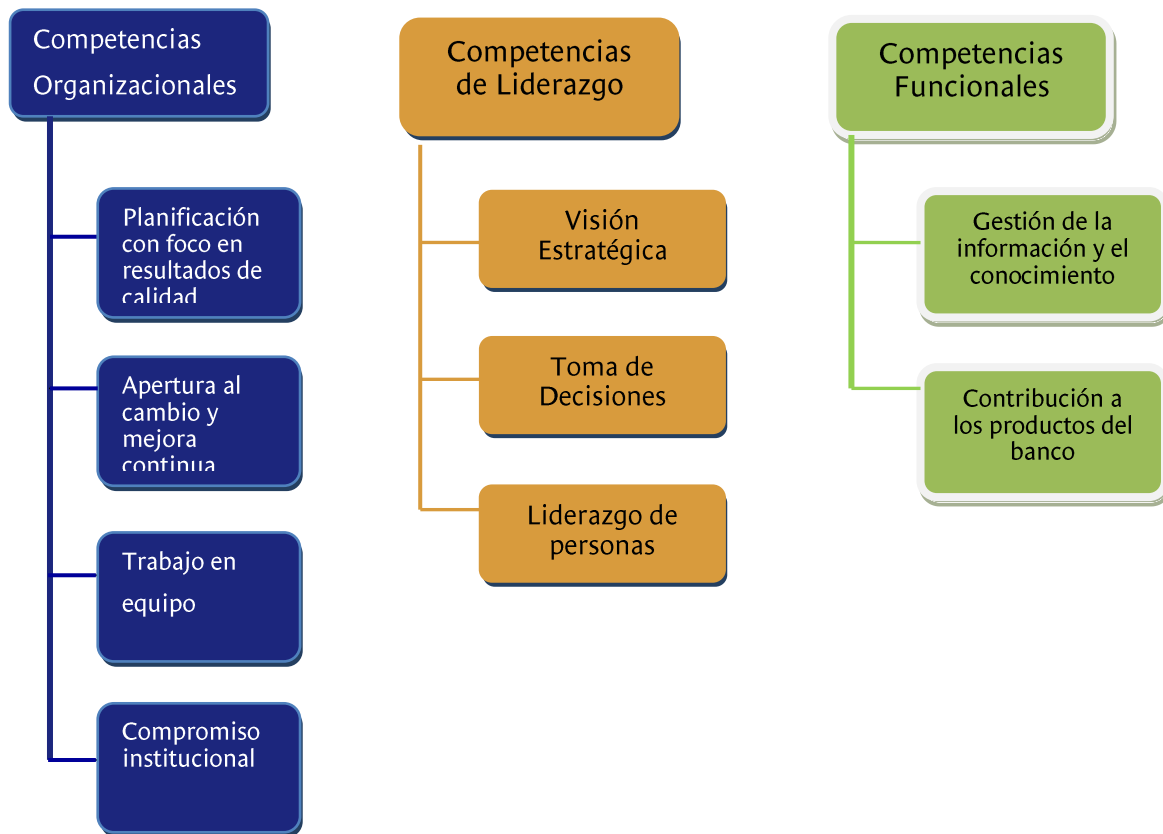 Competencias
Organizacionales
Planificación
con foco en
resultados de
calidad
Apertura al
cambio y
mejora
continua
Trabajo en
equipo
Compromiso
institucional
Competencias
de Liderazgo
Visión
Estratégica
Toma de
Decisiones
Liderazgo de
personas
Competencias
Funcionales
Gestión de la
información y el
conocimiento
Contribución a
los productos del
banco